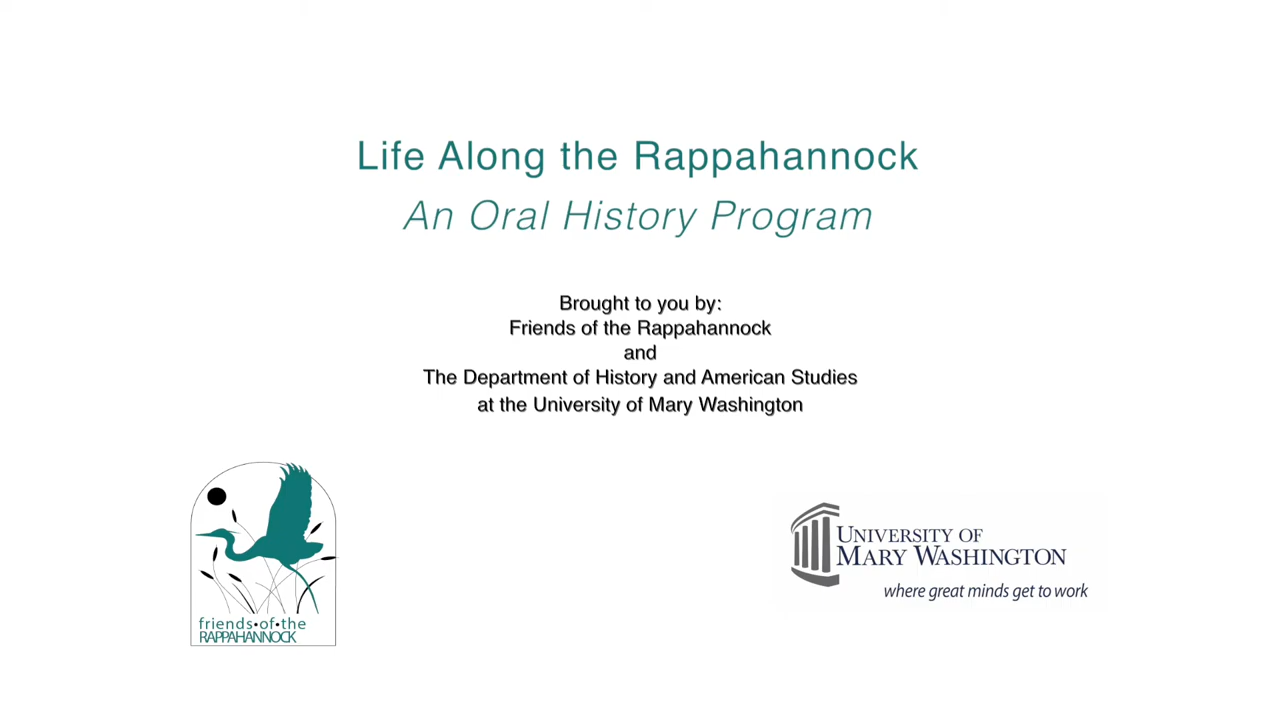 Life Along the Rappahannock
An Oral History Program
Brought to you by:
Friends of the Rappahannock
and
The Department of History and American Studies
at the University of Mary Washington
friends•of•the
RAPPAHANNOCK
UNIVERSITY OF
MARY WASHINGTON
where great minds get to work